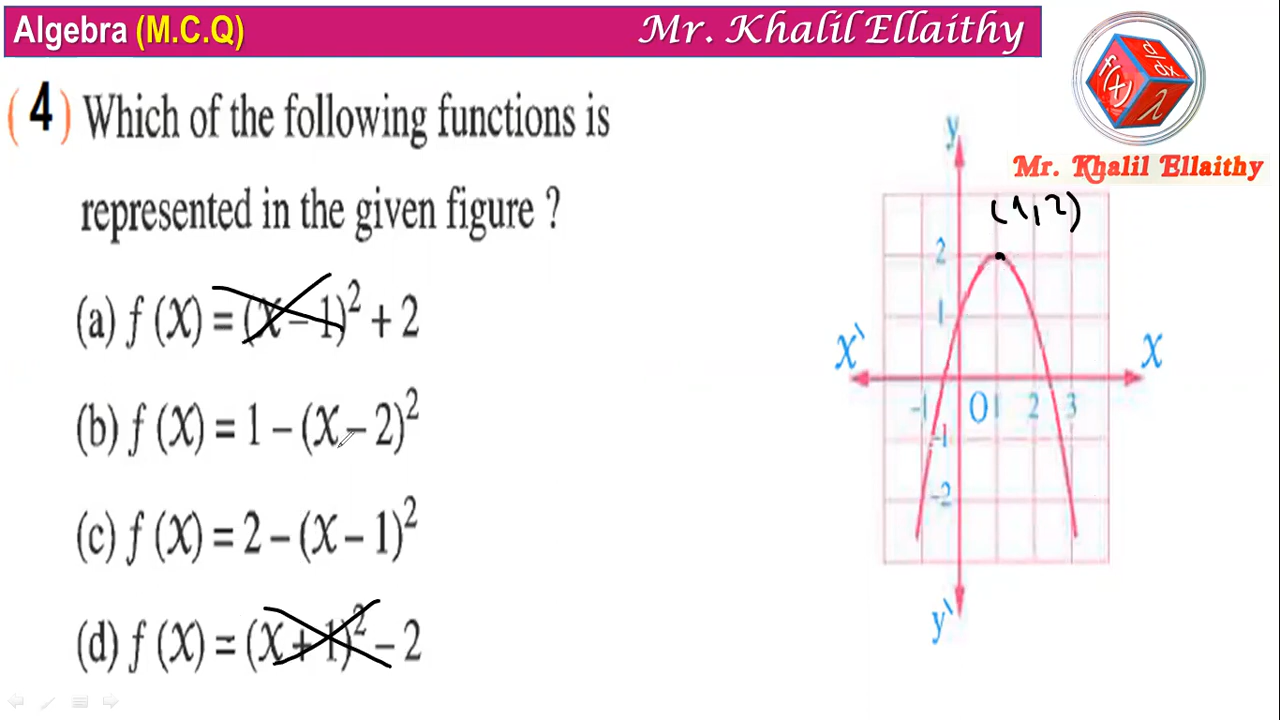 Algebra (M.C.Q)
Mr. Khalil Ellaithy
d/dx
f(x)
λ
Mr. Khalil Ellaithy
(4) Which of the following functions is
represented in the given figure ?
(a) f (X) = (X – 1)² + 2
(b) f (X) = 1 – (X – 2)²
(c) f (X) = 2 – (X – 1)²
(d) f (X) = (X + 1)² – 2
y
(1,2)
2
1
X' X
-1 O 1 2 3
-1
-2
y'